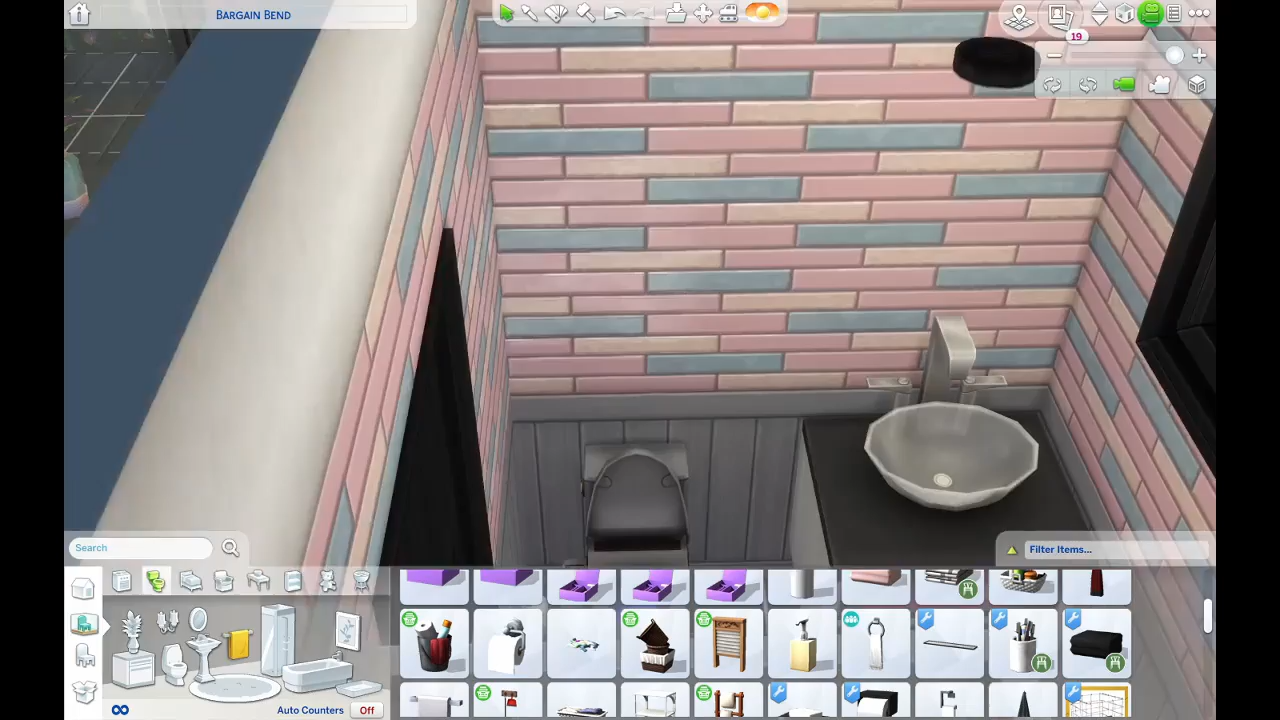 BARGAIN BEND
19
Search
Filter Items...
Auto Counters
Off